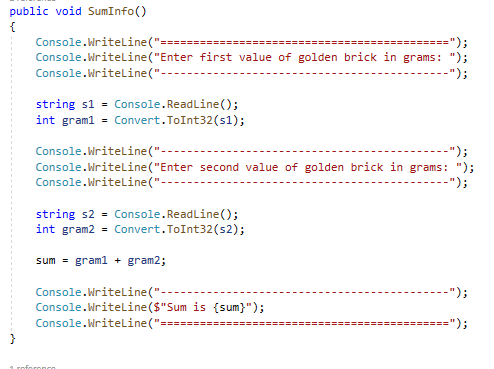 public void SumInfo()
{
Console.WriteLine("============================================");
Console.WriteLine("Enter first value of golden brick in grams: ");
Console.WriteLine("--------------------------------------------");
string s1 = Console.ReadLine();
int gram1 = Convert.ToInt32(s1);
Console.WriteLine("--------------------------------------------");
Console.WriteLine("Enter second value of golden brick in grams: ");
Console.WriteLine("--------------------------------------------");
string s2 = Console.ReadLine();
int gram2 = Convert.ToInt32(s2);
sum = gram1 + gram2;
Console.WriteLine("--------------------------------------------");
Console.WriteLine($"Sum is {sum}");
Console.WriteLine("============================================");
}
1 reference